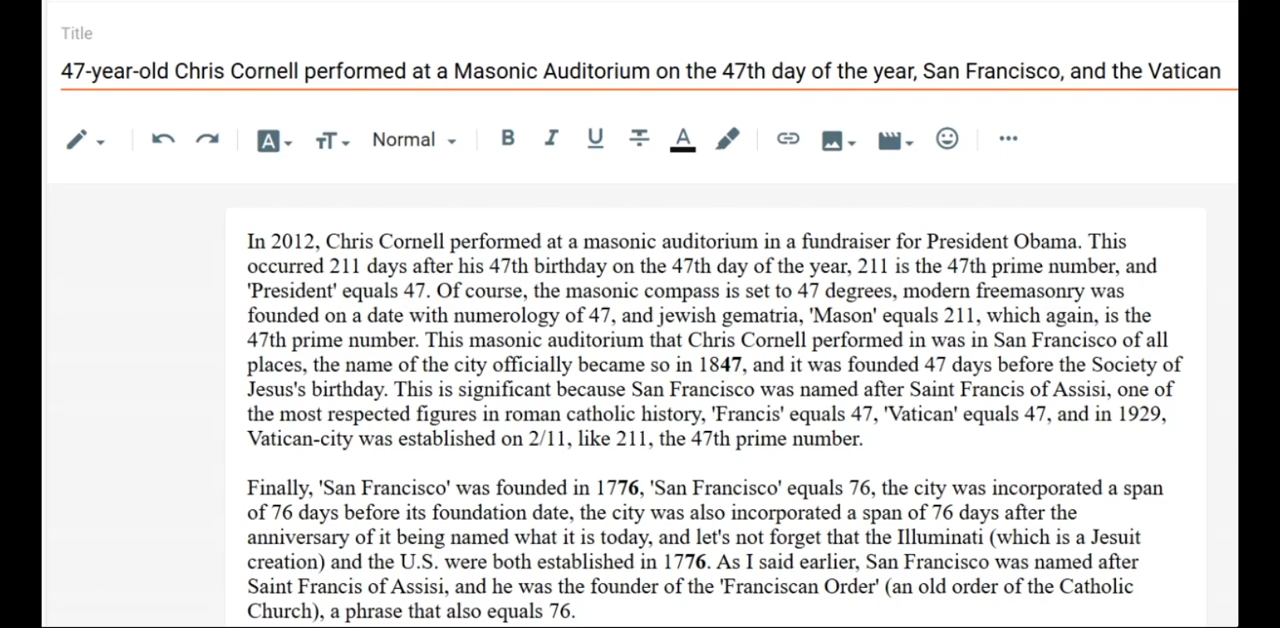 Title
47-year-old Chris Cornell performed at a Masonic Auditorium on the 47th day of the year, San Francisco, and the Vatican
A TT Normal B I U T A
In 2012, Chris Cornell performed at a masonic auditorium in a fundraiser for President Obama. This
occurred 211 days after his 47th birthday on the 47th day of the year, 211 is the 47th prime number, and
'President' equals 47. Of course, the masonic compass is set to 47 degrees, modern freemasonry was
founded on a date with numerology of 47, and jewish gematria, 'Mason' equals 211, which again, is the
47th prime number. This masonic auditorium that Chris Cornell performed in was in San Francisco of all
places, the name of the city officially became so in 1847, and it was founded 47 days before the Society of
Jesus's birthday. This is significant because San Francisco was named after Saint Francis of Assisi, one of
the most respected figures in roman catholic history, 'Francis' equals 47, 'Vatican' equals 47, and in 1929,
Vatican-city was established on 2/11, like 211, the 47th prime number.
Finally, 'San Francisco' was founded in 1776, 'San Francisco' equals 76, the city was incorporated a span
of 76 days before its foundation date, the city was also incorporated a span of 76 days after the
anniversary of it being named what it is today, and let's not forget that the Illuminati (which is a Jesuit
creation) and the U.S. were both established in 1776. As I said earlier, San Francisco was named after
Saint Francis of Assisi, and he was the founder of the 'Franciscan Order' (an old order of the Catholic
Church), a phrase that also equals 76.